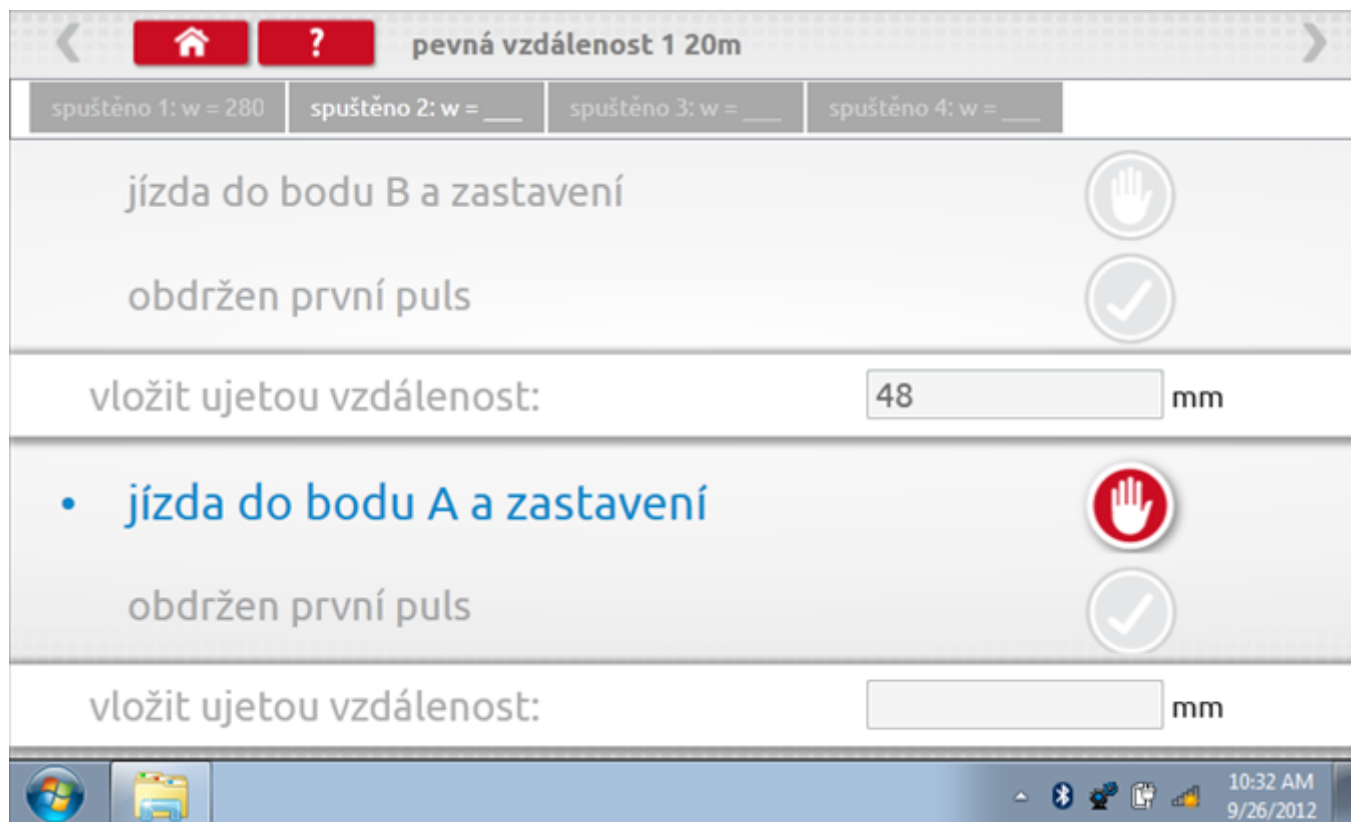 ? pevná vzdálenost 1 20m
spuštěno 1: w = 280 spuštěno 2: w = ___ spuštěno 3: w = ___ spuštěno 4: w = ___
jízda do bodu B a zastavení
obdržen první puls
vložit ujetou vzdálenost: 48 mm
• jízda do bodu A a zastavení
obdržen první puls
vložit ujetou vzdálenost: mm
10:32 AM
9/26/2012